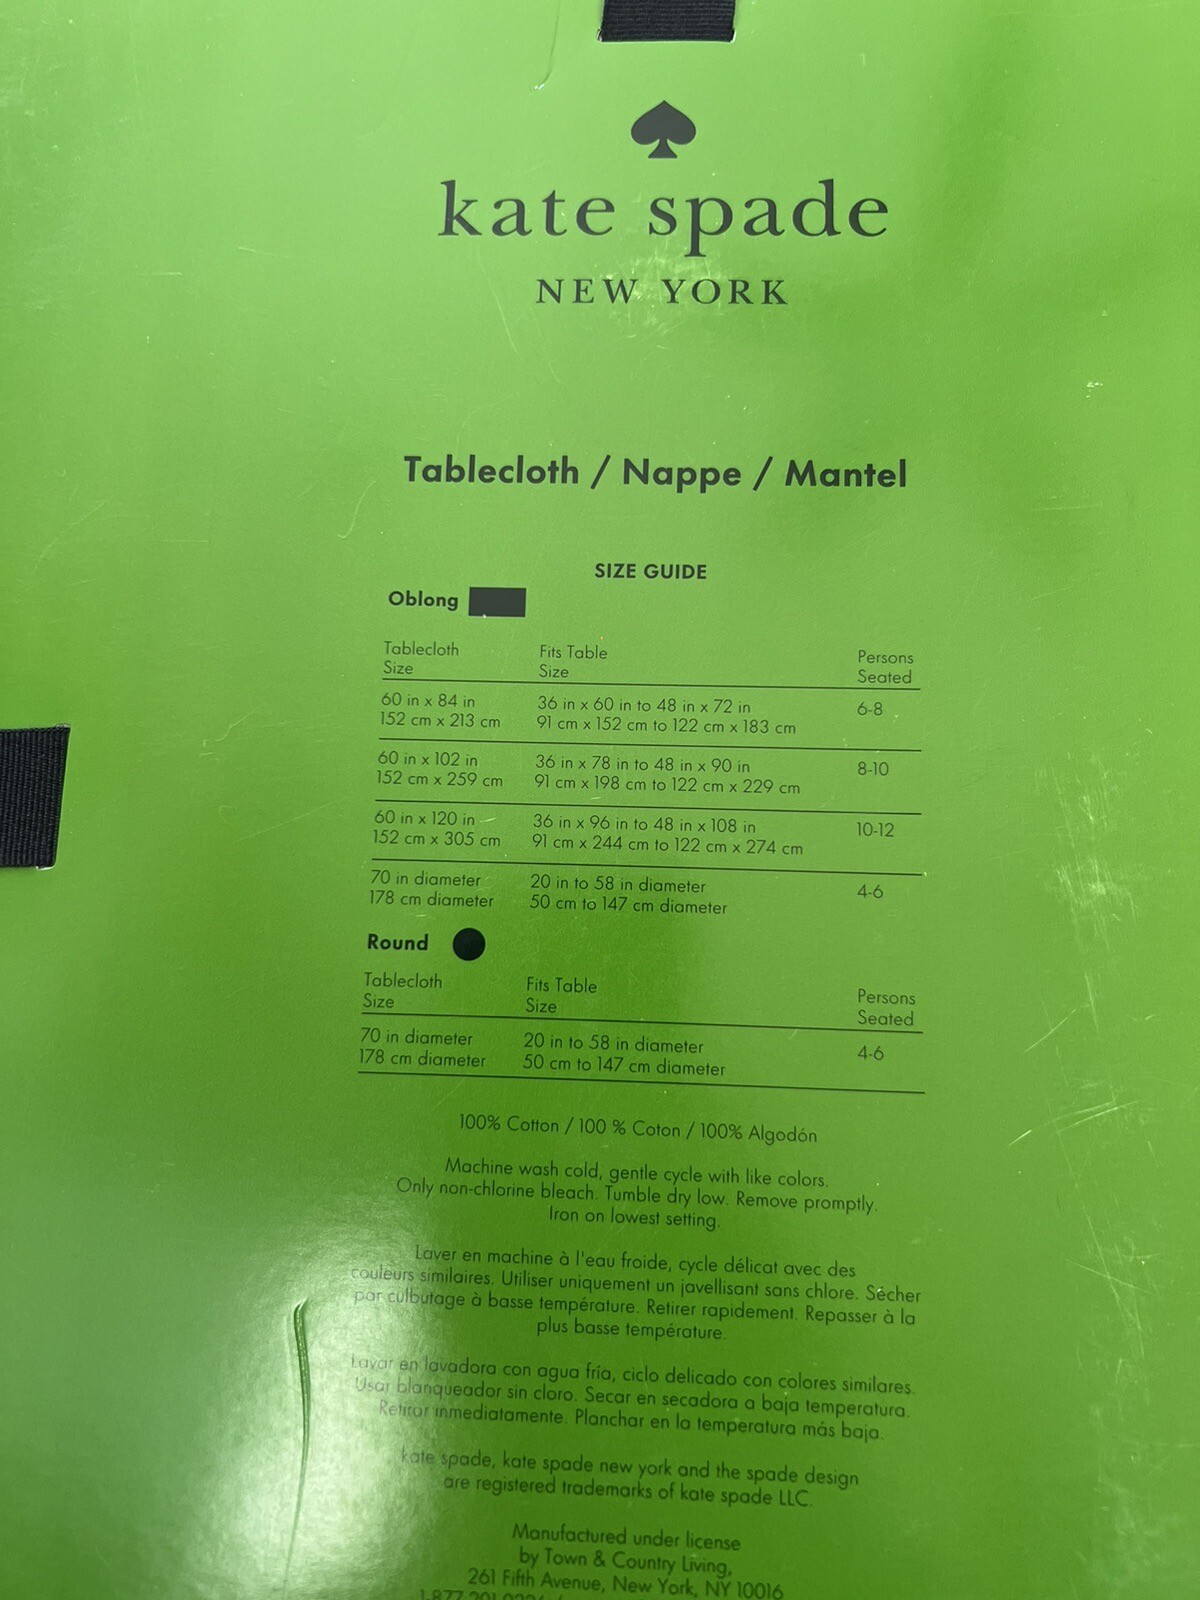 kate spade
NEW YORK
Tablecloth / Nappe / Mantel
SIZE GUIDE
Oblong
Tablecloth Size Fits Table Size Persons Seated
60 in x 84 in 36 in x 60 in to 48 in x 72 in 6-8
152 cm x 213 cm 91 cm x 152 cm to 122 cm x 183 cm
60 in x 102 in 36 in x 78 in to 48 in x 90 in 8-10
152 cm x 259 cm 91 cm x 198 cm to 122 cm x 229 cm
60 in x 120 in 36 in x 96 in to 48 in x 108 in 10-12
152 cm x 305 cm 91 cm x 244 cm to 122 cm x 274 cm
70 in diameter 20 in to 58 in diameter 4-6
178 cm diameter 50 cm to 147 cm diameter
Round
Tablecloth Size Fits Table Size Persons Seated
70 in diameter 20 in to 58 in diameter 4-6
178 cm diameter 50 cm to 147 cm diameter
100% Cotton / 100 % Coton / 100% Algodón
Machine wash cold, gentle cycle with like colors.
Only non-chlorine bleach. Tumble dry low. Remove promptly.
Iron on lowest setting.
Laver en machine à l'eau froide, cycle délicat avec des
couleurs similaires. Utiliser uniquement un javellisant sans chlore. Sécher
par culbutage à basse température. Retirer rapidement. Repasser à la
plus basse température.
Lavar en lavadora con agua fría, ciclo delicado con colores similares.
Usar blanqueador sin cloro. Secar en secadora a baja temperatura.
Retirar inmediatamente. Planchar en la temperatura más baja.
kate spade, kate spade new york and the spade design
are registered trademarks of kate spade LLC.
Manufactured under license
by Town & Country Living,
261 Fifth Avenue, New York, NY 10016